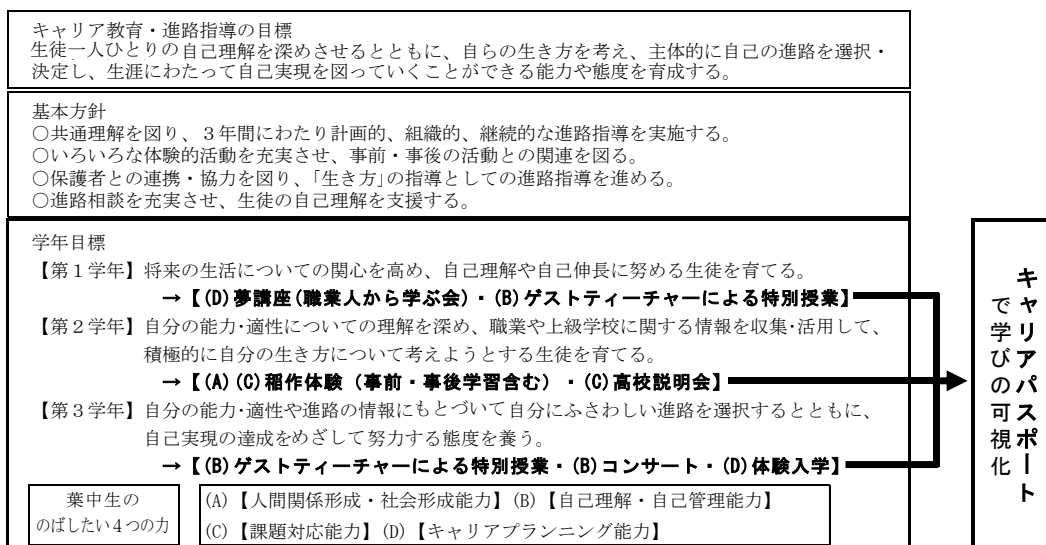 キャリア教育・進路指導の目標
生徒一人ひとりの自己理解を深めさせるとともに、自らの生き方を考え、主体的に自己の進路を選択・
決定し、生涯にわたって自己実現を図っていくことができる能力や態度を育成する。
基本方針
○共通理解を図り、３年間にわたり計画的、組織的、継続的な進路指導を実施する。
○いろいろな体験的活動を充実させ、事前・事後の活動との関連を図る。
○保護者との連携・協力を図り、「生き方」の指導としての進路指導を進める。
○進路相談を充実させ、生徒の自己理解を支援する。
学年目標
【第１学年】将来の生活についての関心を高め、自己理解や自己伸長に努める生徒を育てる。
→【(D)夢講座(職業人から学ぶ会)・(B)ゲストティーチャーによる特別授業】
【第２学年】自分の能力・適性についての理解を深め、職業や上級学校に関する情報を収集・活用して、
積極的に自分の生き方について考えようとする生徒を育てる。
→【(A)(C)稲作体験（事前・事後学習含む）・(C)高校説明会】
【第３学年】自分の能力・適性や進路の情報にもとづいて自分にふさわしい進路を選択するとともに、
自己実現の達成をめざして努力する態度を養う。
→【(B)ゲストティーチャーによる特別授業・(B)コンサート・(D)体験入学】
葉中生の
のばしたい４つの力
(A)【人間関係形成・社会形成能力】(B)【自己理解・自己管理能力】
(C)【課題対応能力】(D)【キャリアプランニング能力】
キャリアパスポート
で学びの可視化